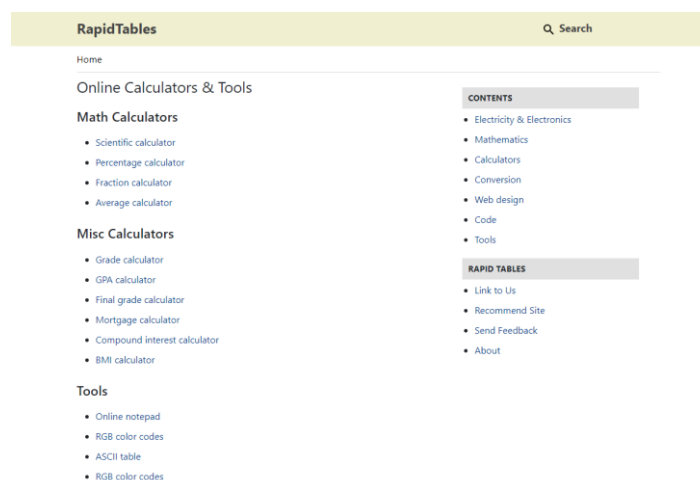 RapidTables
Search
Home
Online Calculators & Tools
Math Calculators
Scientific calculator
Percentage calculator
Fraction calculator
Average calculator
Misc Calculators
Grade calculator
GPA calculator
Final grade calculator
Mortgage calculator
Compound interest calculator
BMI calculator
Tools
Online notepad
RGB color codes
ASCII table
RGB color codes
CONTENTS
Electricity & Electronics
Mathematics
Calculators
Conversion
Web design
Code
Tools
RAPID TABLES
Link to Us
Recommend Site
Send Feedback
About